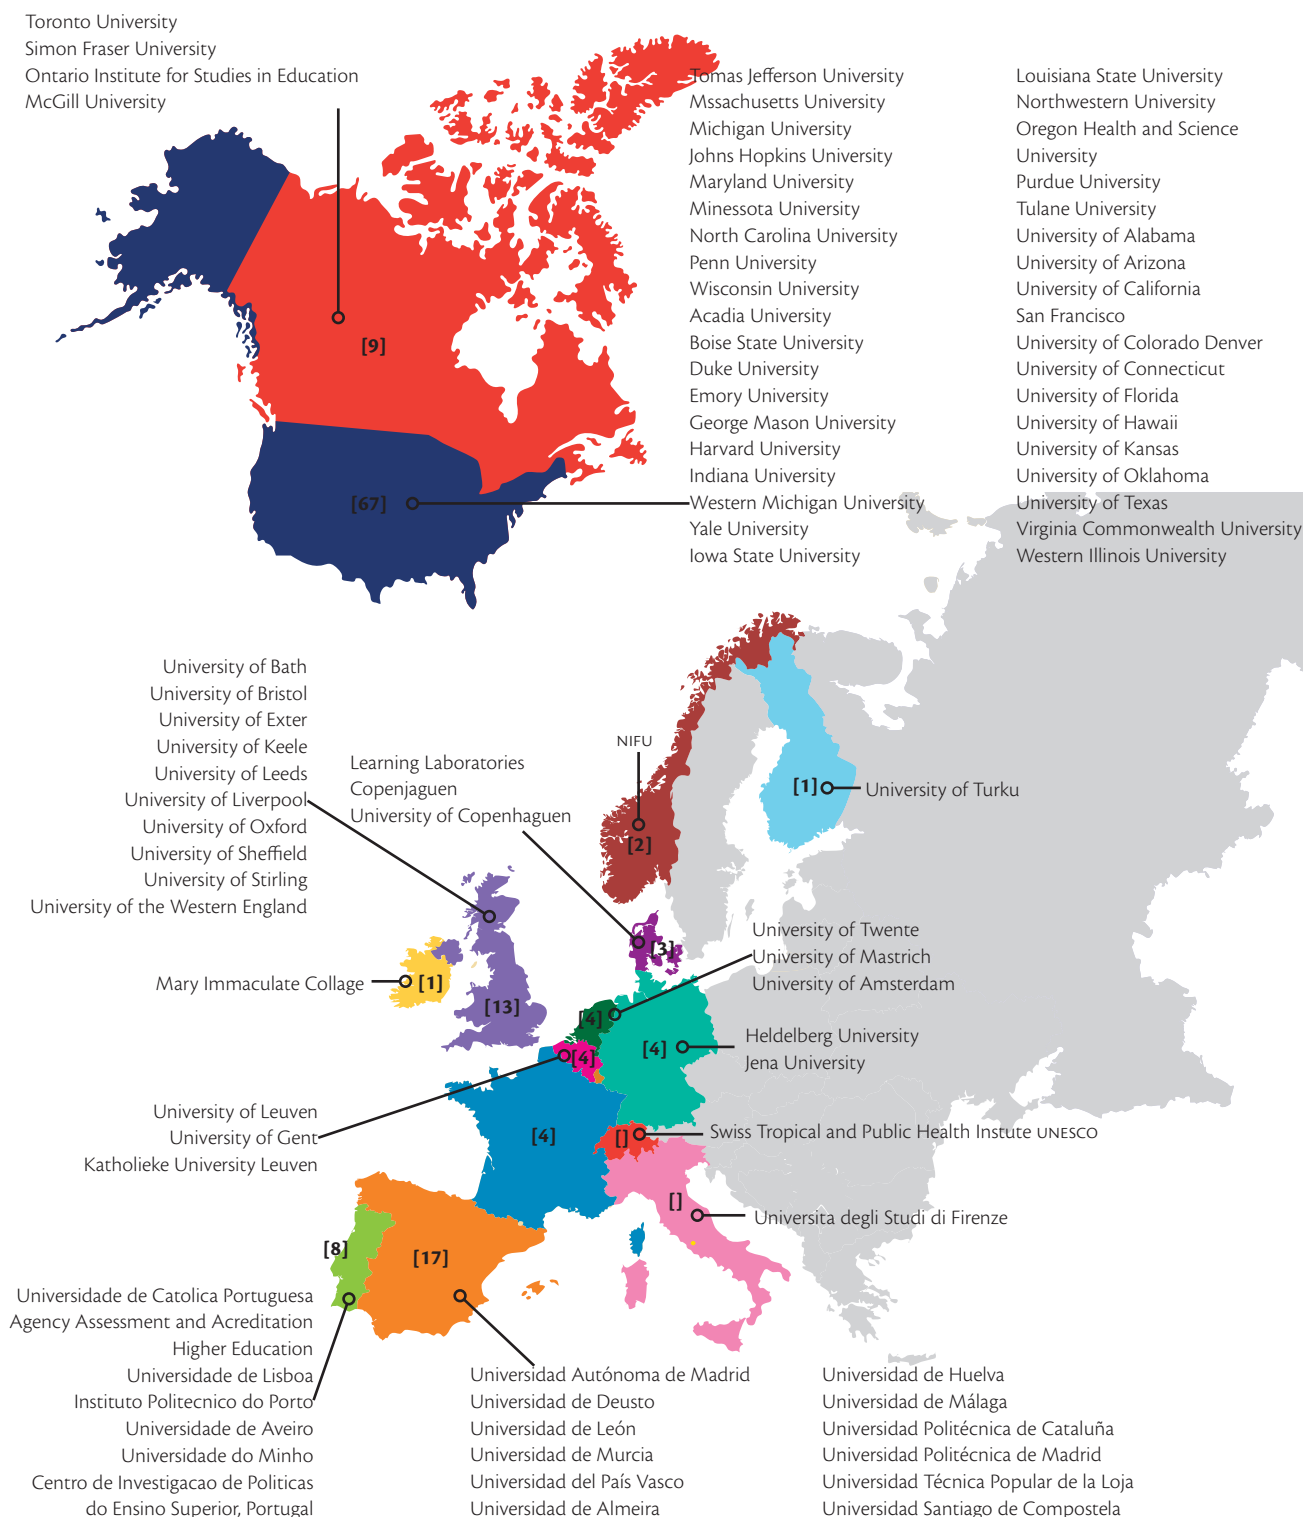 Toronto University
Simon Fraser University
Ontario Institute for Studies in Education
McGill University
[9]
[67]
Tomas Jefferson University
Mssachusetts University
Michigan University
Johns Hopkins University
Maryland University
Minessota University
North Carolina University
Penn University
Wisconsin University
Acadia University
Boise State University
Duke University
Emory University
George Mason University
Harvard University
Indiana University
Western Michigan University
Yale University
Iowa State University
Louisiana State University
Northwestern University
Oregon Health and Science
University
Purdue University
Tulane University
University of Alabama
University of Arizona
University of California
San Francisco
University of Colorado Denver
University of Connecticut
University of Florida
University of Hawaii
University of Kansas
University of Oklahoma
University of Texas
Virginia Commonwealth University
Western Illinois University
University of Bath
University of Bristol
University of Exter
University of Keele
University of Leeds
University of Liverpool
University of Oxford
University of Sheffield
University of Stirling
University of the Western England
[13]
Learning Laboratories
Copenjaguen
University of Copenhaguen
[3]
NIFU
[2]
[1]
University of Turku
Mary Immaculate Collage
[1]
University of Twente
University of Mastrich
University of Amsterdam
[4]
Heldelberg University
Jena University
[4]
[4]
University of Leuven
University of Gent
Katholieke University Leuven
[4]
[]
Swiss Tropical and Public Health Instute UNESCO
[]
Universita degli Studi di Firenze
[8]
[17]
Universidade de Catolica Portuguesa
Agency Assessment and Acreditation
Higher Education
Universidade de Lisboa
Instituto Politecnico do Porto
Universidade de Aveiro
Universidade do Minho
Centro de Investigacao de Politicas
do Ensino Superior, Portugal
Universidad Autónoma de Madrid
Universidad de Deusto
Universidad de León
Universidad de Murcia
Universidad del País Vasco
Universidad de Almeira
Universidad de Huelva
Universidad de Málaga
Universidad Politécnica de Cataluña
Universidad Politécnica de Madrid
Universidad Técnica Popular de la Loja
Universidad Santiago de Compostela